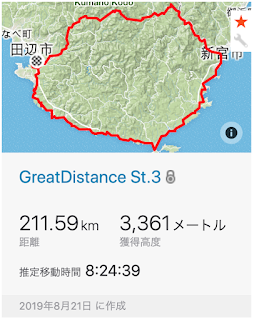 Kumano Kodo
なべ町
田辺市
新宮市
GreatDistance St.3
211.59 km
3,361 メートル
距離
獲得高度
推定移動時間 8:24:39
2019年8月21日 に作成